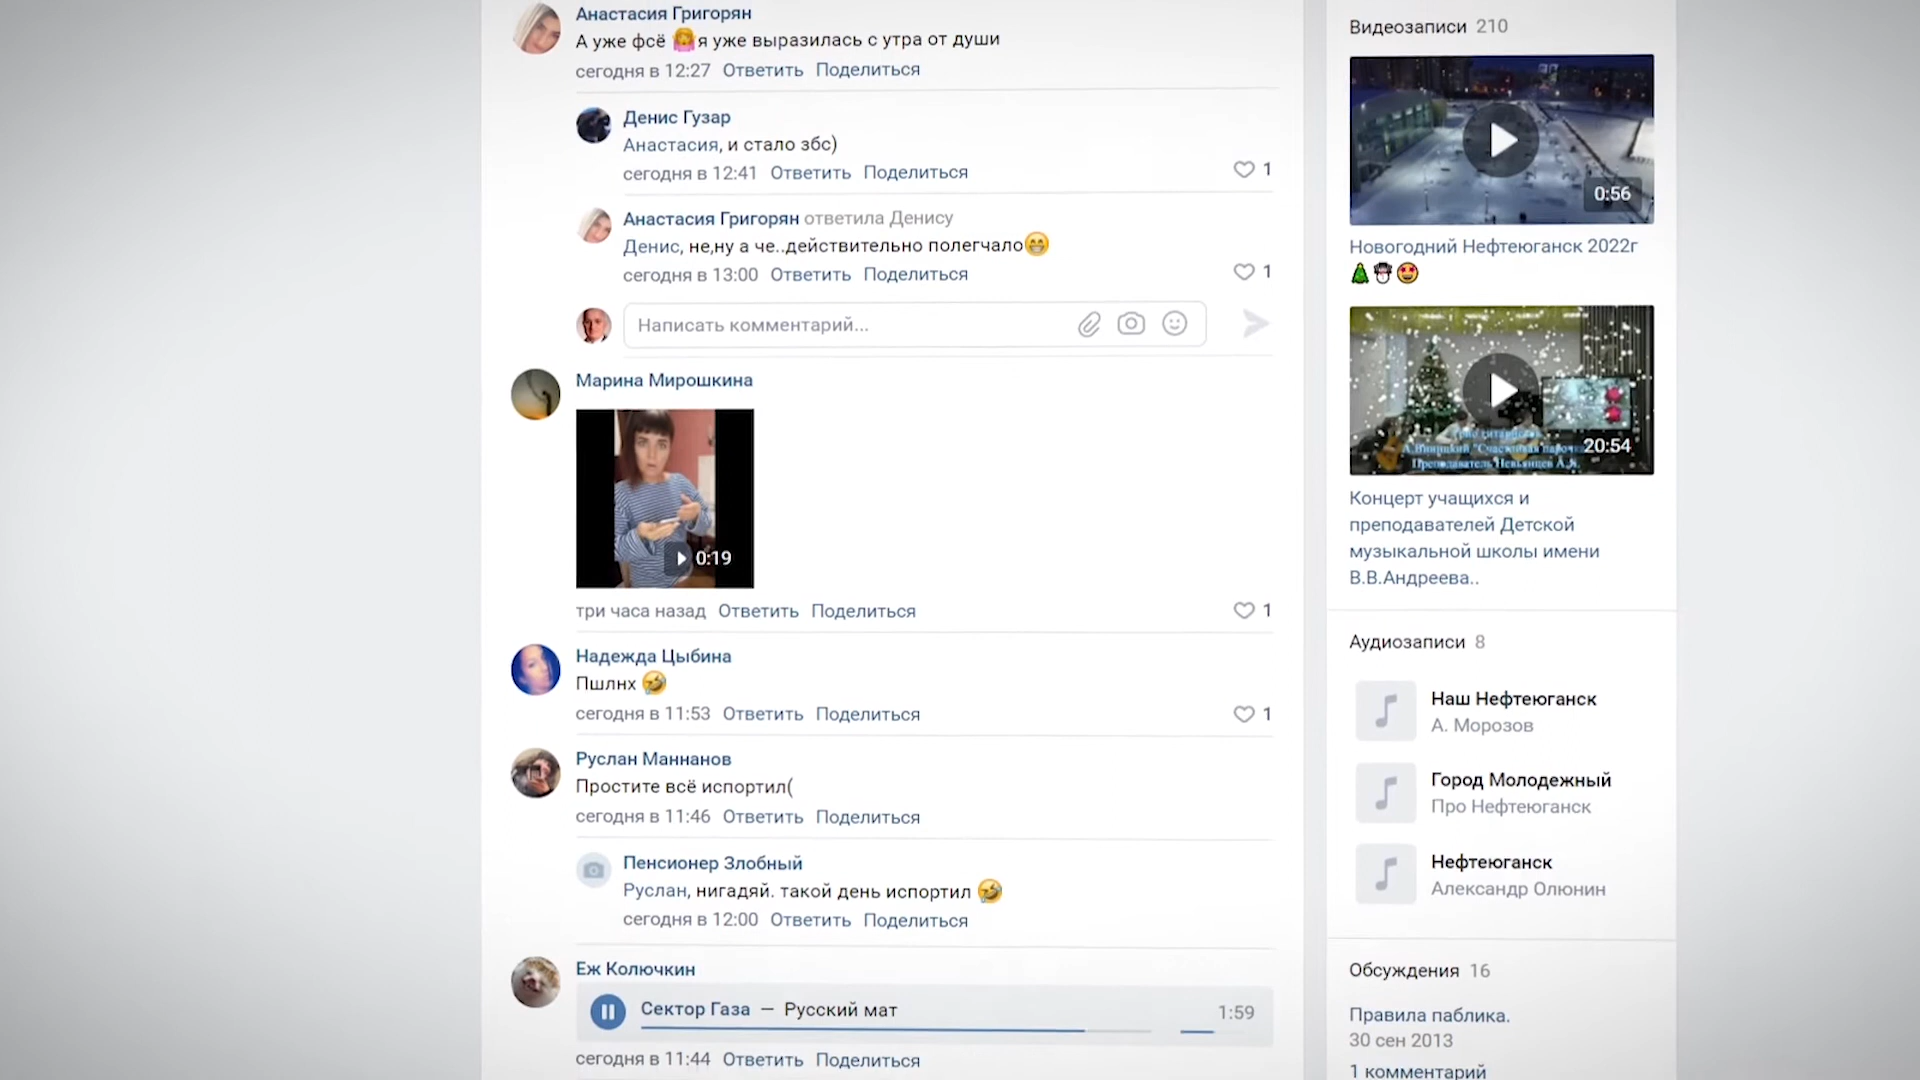 Анастасия Григорян
А уже фсё я уже выразилась с утра от души
сегодня в 12:27 Ответить Поделиться
Денис Гузар
Анастасия, и стало збс)
сегодня в 12:41 Ответить Поделиться
1
Анастасия Григорян ответила Денису
Денис, не,ну а че..действительно полегчало
сегодня в 13:00 Ответить Поделиться
1
Написать комментарий...
Марина Мирошкина
0:19
три часа назад Ответить Поделиться
1
Надежда Цыбина
Пшлнх
сегодня в 11:53 Ответить Поделиться
1
Руслан Маннанов
Простите всё испортил(
сегодня в 11:46 Ответить Поделиться
Пенсионер Злобный
Руслан, нигадяй. такой день испортил
сегодня в 12:00 Ответить Поделиться
Еж Колючкин
Сектор Газа — Русский мат
1:59
сегодня в 11:44 Ответить Поделиться
Видеозаписи 210
0:56
Новогодний Нефтеюганск 2022г
20:54
"Счастливая
Преподаватель Невьянцев А.Я.
Концерт учащихся и
преподавателей Детской
музыкальной школы имени
В.В.Андреева..
Аудиозаписи 8
Наш Нефтеюганск
А. Морозов
Город Молодежный
Про Нефтеюганск
Нефтеюганск
Александр Олюнин
Обсуждения 16
Правила паблика.
30 сен 2013
1 комментарий